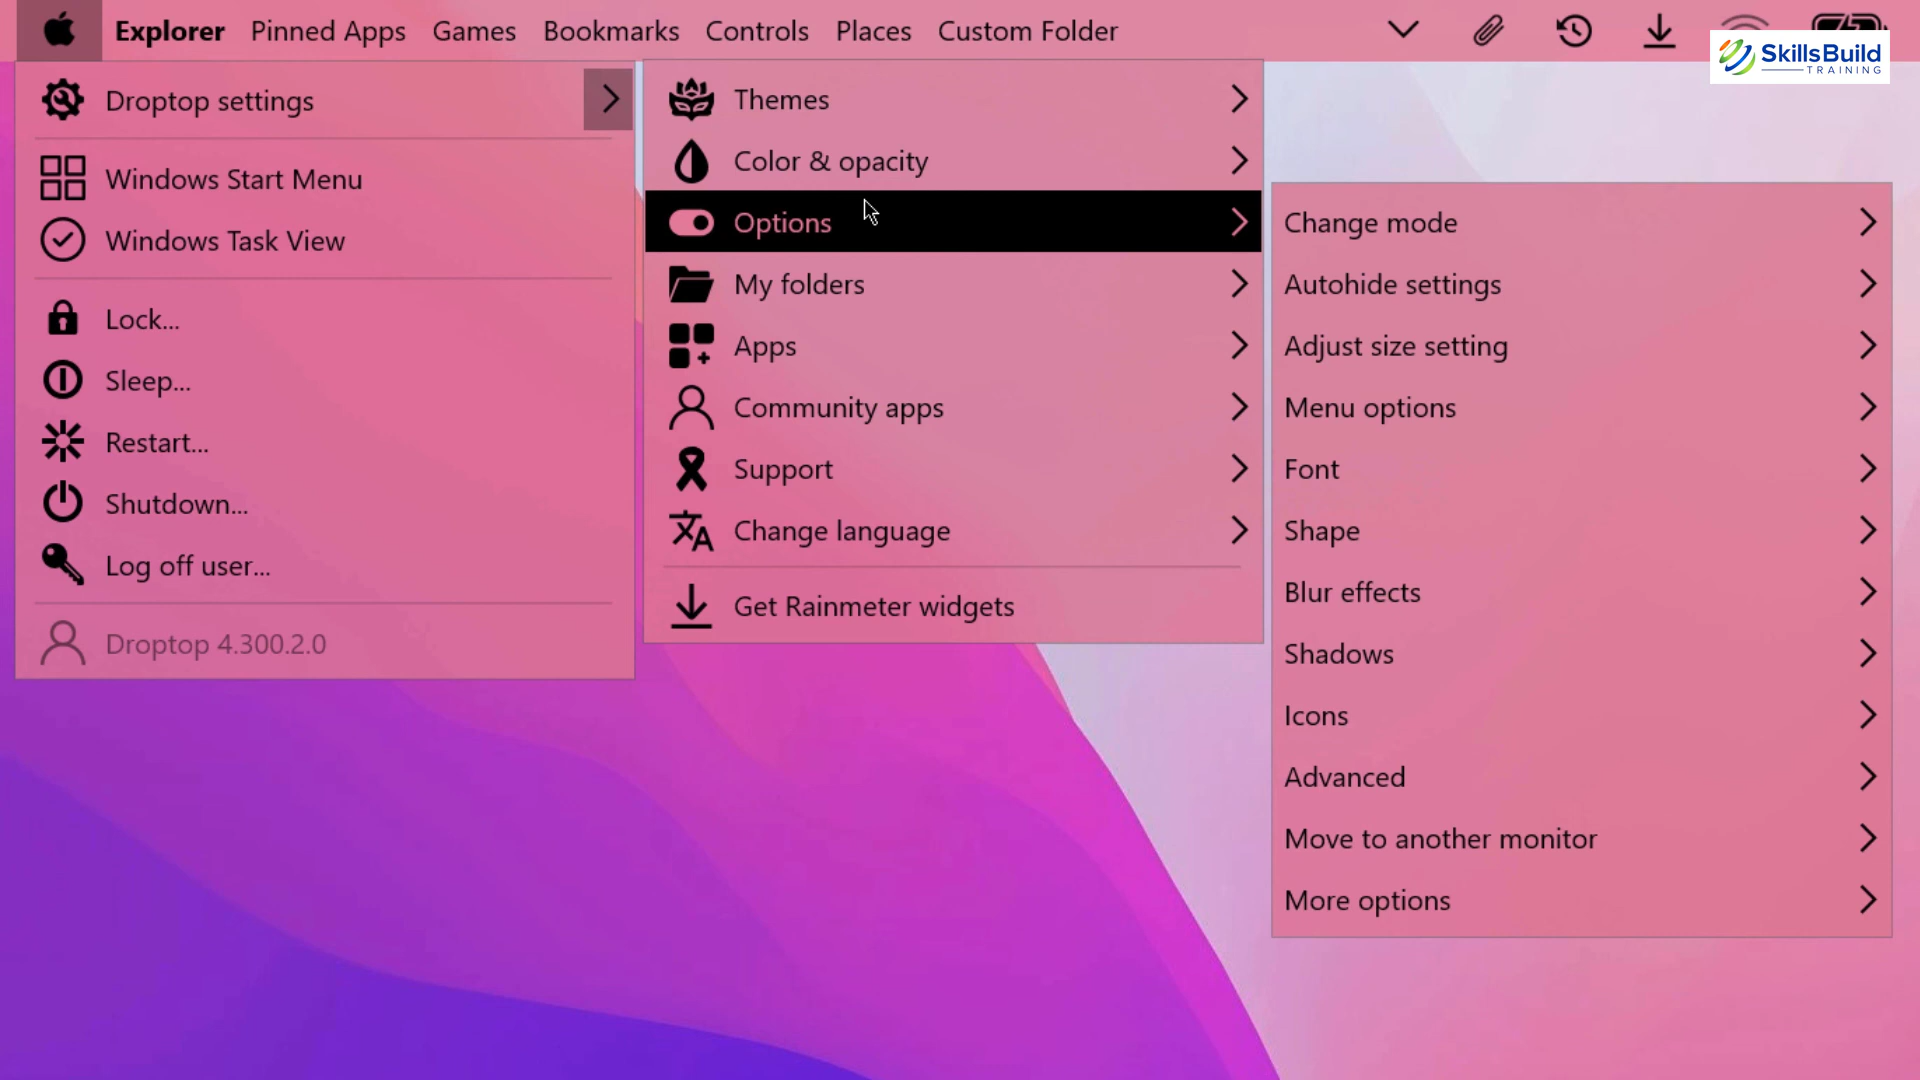 Explorer Pinned Apps Games Bookmarks Controls Places Custom Folder
SkillsBuild
TRAINING
Droptop settings
Windows Start Menu
Windows Task View
Lock...
Sleep...
Restart...
Shutdown...
Log off user...
Droptop 4.300.2.0
Themes
Color & opacity
Options
My folders
Apps
Community apps
Support
Change language
Get Rainmeter widgets
Change mode
Autohide settings
Adjust size setting
Menu options
Font
Shape
Blur effects
Shadows
Icons
Advanced
Move to another monitor
More options